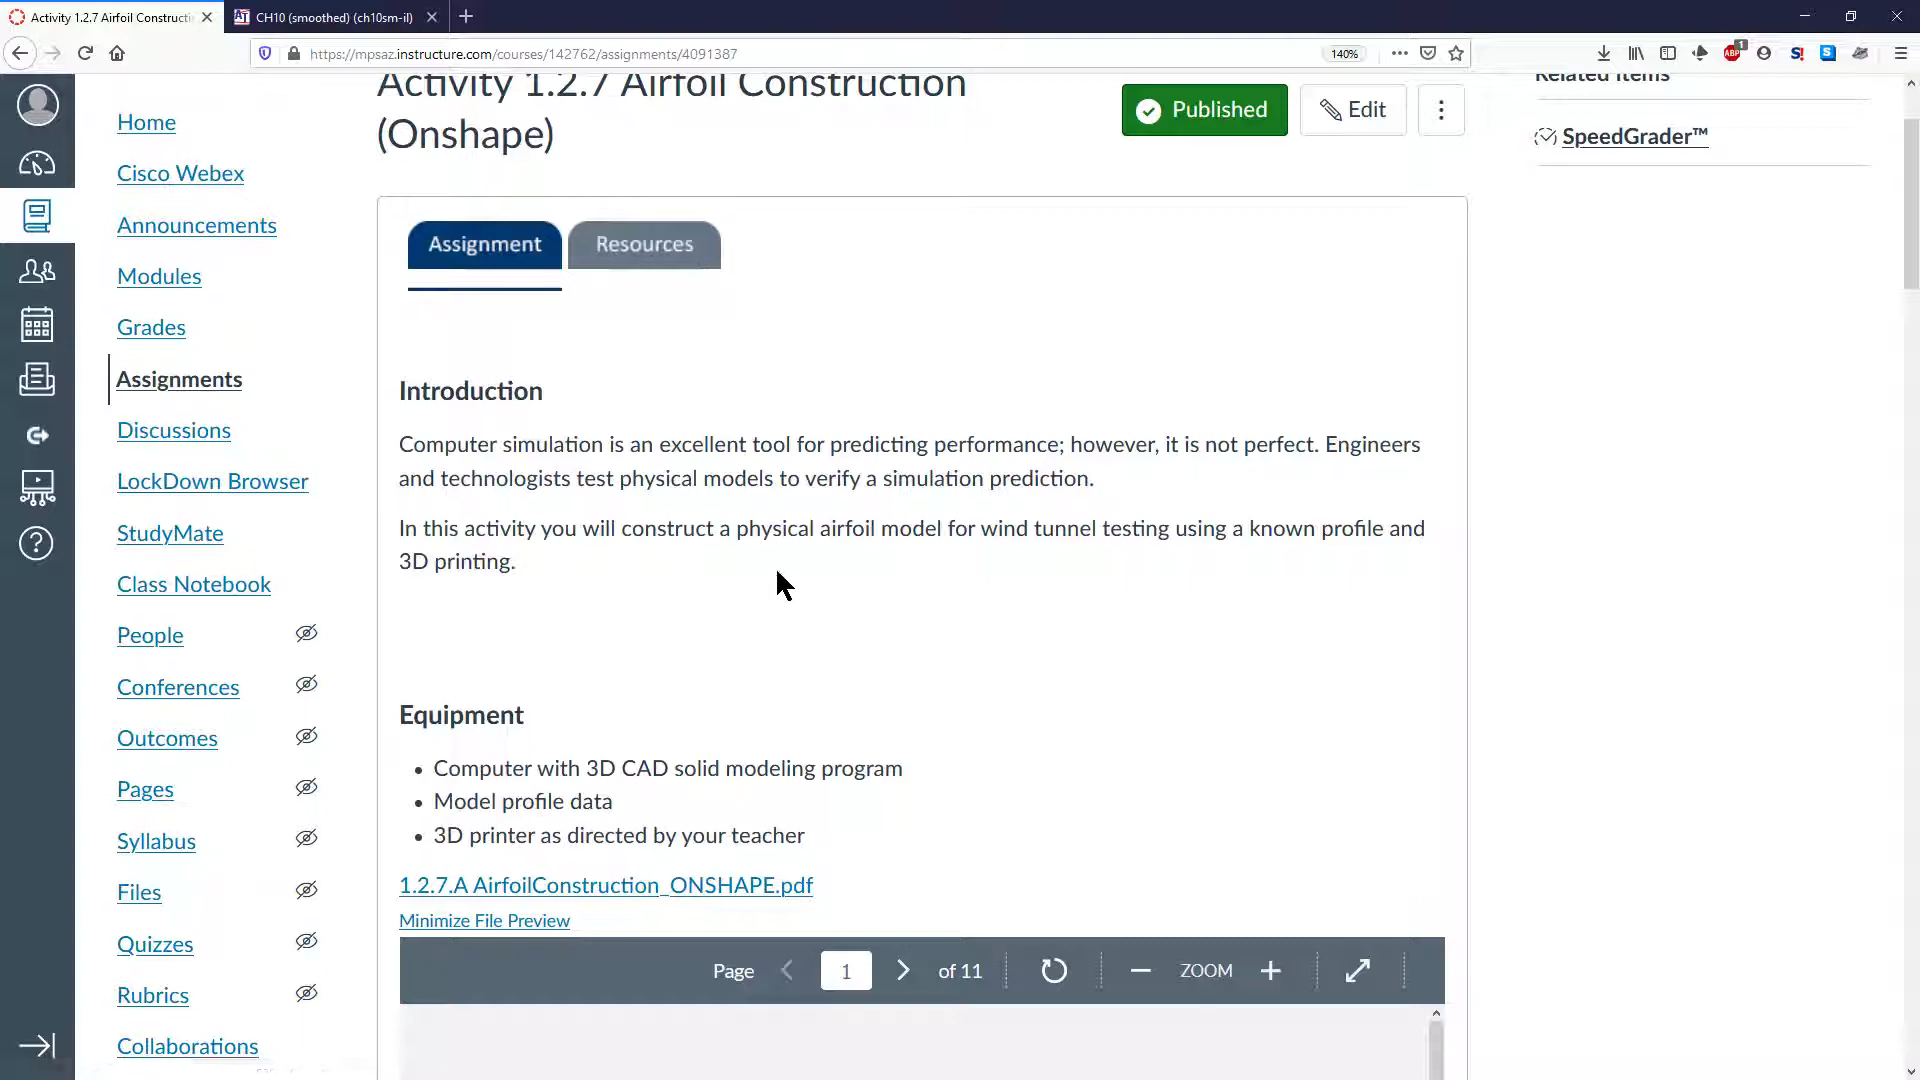 Activity 1.2.7 Airfoil Constructi
CH10 (smoothed) (ch10sm-il)
https://mpsaz.instructure.com/courses/142762/assignments/4091387
140%
ABP
1
S!
S
Activity 1.2.7 Airfoil Construction
(Onshape)
Published
Edit
Related Items
SpeedGrader™
Home
Cisco Webex
Announcements
Modules
Grades
Assignments
Discussions
LockDown Browser
StudyMate
Class Notebook
People
Conferences
Outcomes
Pages
Syllabus
Files
Quizzes
Rubrics
Collaborations
Assignment
Resources
Introduction
Computer simulation is an excellent tool for predicting performance; however, it is not perfect. Engineers
and technologists test physical models to verify a simulation prediction.
In this activity you will construct a physical airfoil model for wind tunnel testing using a known profile and
3D printing.
Equipment
• Computer with 3D CAD solid modeling program
• Model profile data
• 3D printer as directed by your teacher
1.2.7.A AirfoilConstruction_ONSHAPE.pdf
Minimize File Preview
Page 1 of 11
ZOOM